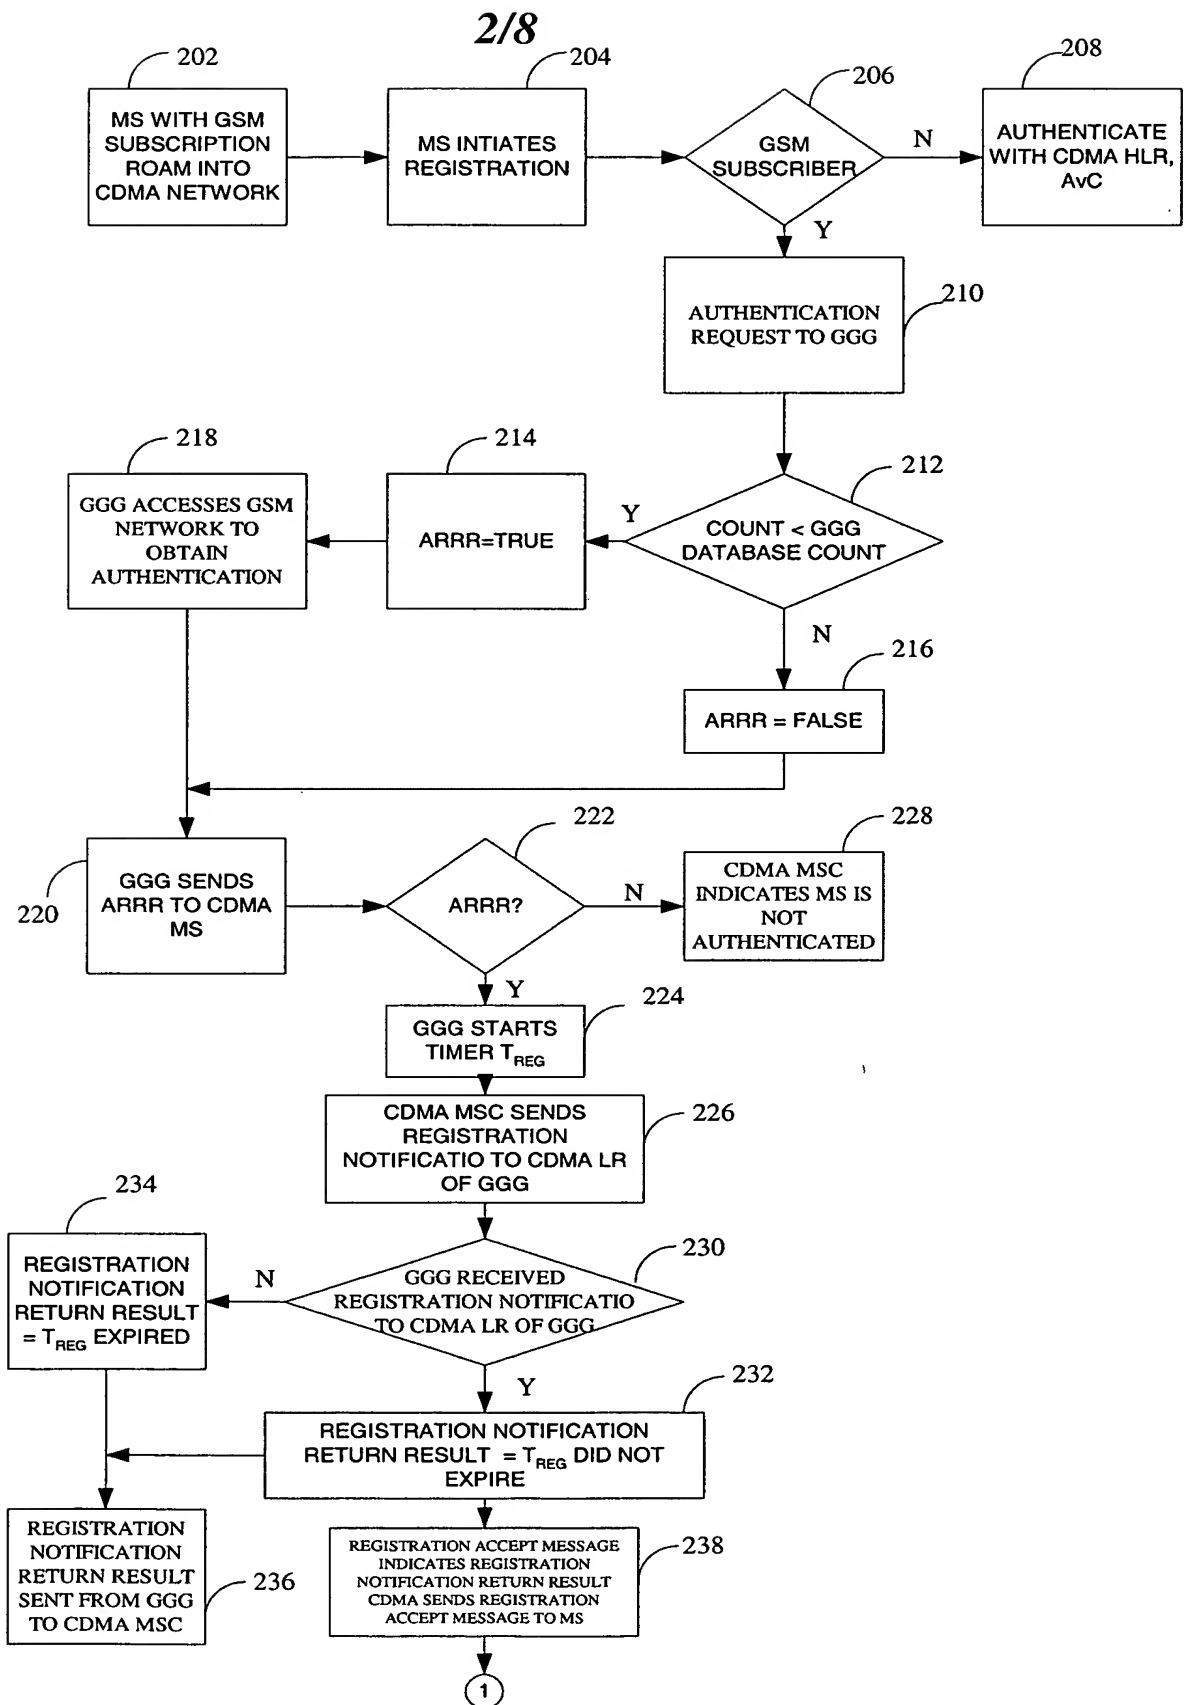 2/8
202
204
206
208
MS WITH GSM
SUBSCRIPTION
ROAM INTO
CDMA NETWORK
MS INTIATES
REGISTRATION
GSM
SUBSCRIBER
N
AUTHENTICATE
WITH CDMA HLR,
AvC
Y
210
AUTHENTICATION
REQUEST TO GGG
218
214
212
GGG ACCESSES GSM
NETWORK TO
OBTAIN
AUTHENTICATION
ARRR=TRUE
Y
COUNT < GGG
DATABASE COUNT
N
216
ARRR = FALSE
222
228
220
GGG SENDS
ARRR TO CDMA
MS
ARRR?
N
CDMA MSC
INDICATES MS IS
NOT
AUTHENTICATED
Y
224
GGG STARTS
TIMER TREG
226
CDMA MSC SENDS
REGISTRATION
NOTIFICATIO TO CDMA LR
OF GGG
234
230
REGISTRATION
NOTIFICATION
RETURN RESULT
= TREG EXPIRED
N
GGG RECEIVED
REGISTRATION NOTIFICATIO
TO CDMA LR OF GGG
Y
232
REGISTRATION NOTIFICATION
RETURN RESULT = TREG DID NOT
EXPIRE
REGISTRATION
NOTIFICATION
RETURN RESULT
SENT FROM GGG
TO CDMA MSC
236
REGISTRATION ACCEPT MESSAGE
INDICATES REGISTRATION
NOTIFICATION RETURN RESULT
CDMA SENDS REGISTRATION
ACCEPT MESSAGE TO MS
238
1